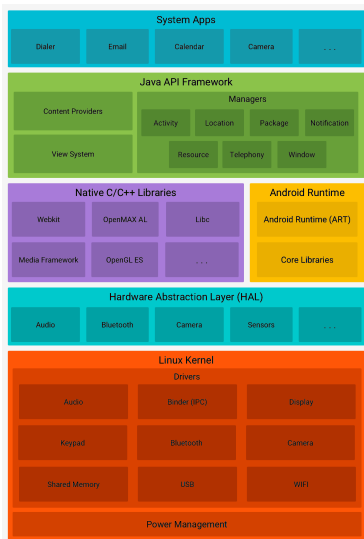 System Apps
Dialer Email Calendar Camera . . .
Java API Framework
Content Providers
View System
Managers
Activity Location Package Notification
Resource Telephony Window
Native C/C++ Libraries
Webkit OpenMAX AL Libc
Media Framework OpenGL ES . . .
Android Runtime
Android Runtime (ART)
Core Libraries
Hardware Abstraction Layer (HAL)
Audio Bluetooth Camera Sensors . . .
Linux Kernel
Drivers
Audio Binder (IPC) Display
Keypad Bluetooth Camera
Shared Memory USB WIFI
Power Management